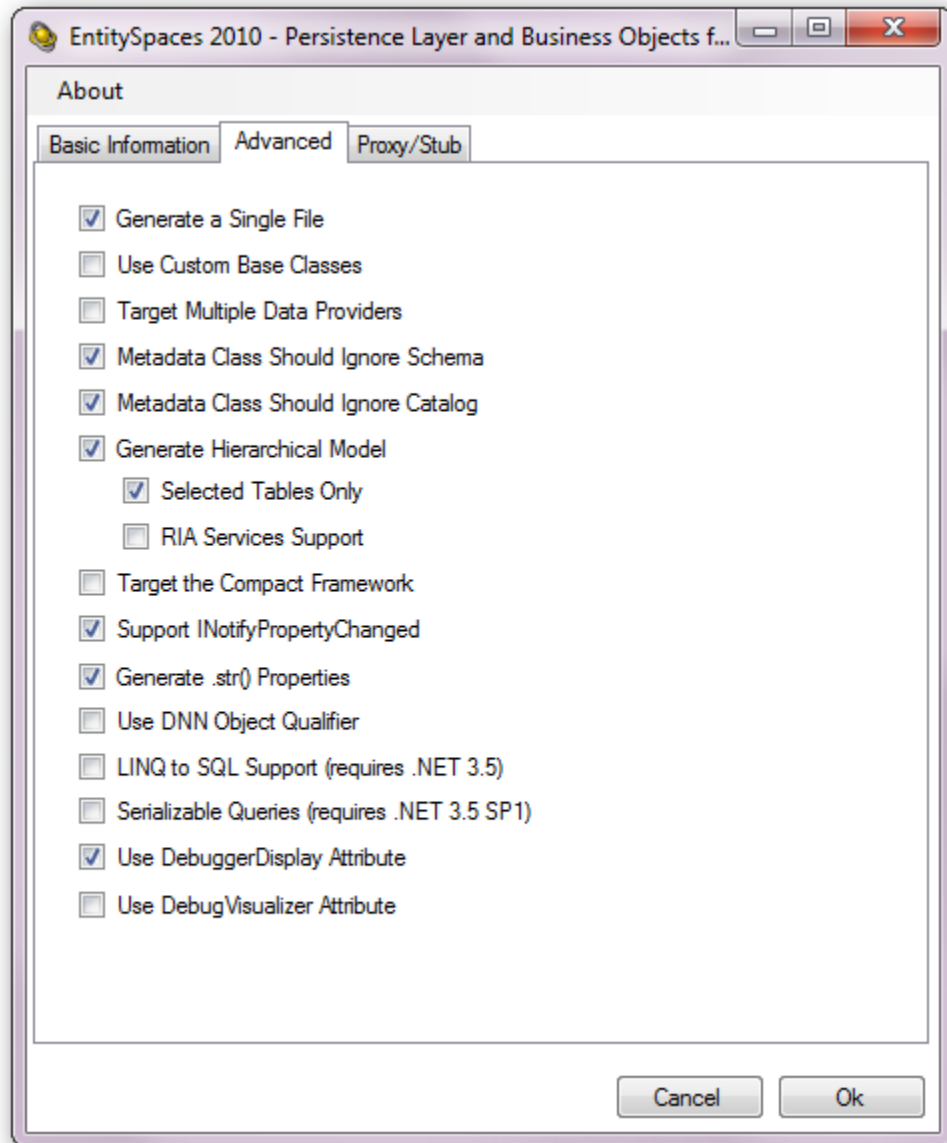 EntitySpaces 2010 - Persistence Layer and Business Objects f...
About
Basic Information Advanced Proxy/Stub
Generate a Single File
Use Custom Base Classes
Target Multiple Data Providers
Metadata Class Should Ignore Schema
Metadata Class Should Ignore Catalog
Generate Hierarchical Model
Selected Tables Only
RIA Services Support
Target the Compact Framework
Support INotifyPropertyChanged
Generate .str() Properties
Use DNN Object Qualifier
LINQ to SQL Support (requires .NET 3.5)
Serializable Queries (requires .NET 3.5 SP1)
Use DebuggerDisplay Attribute
Use DebugVisualizer Attribute
Cancel Ok